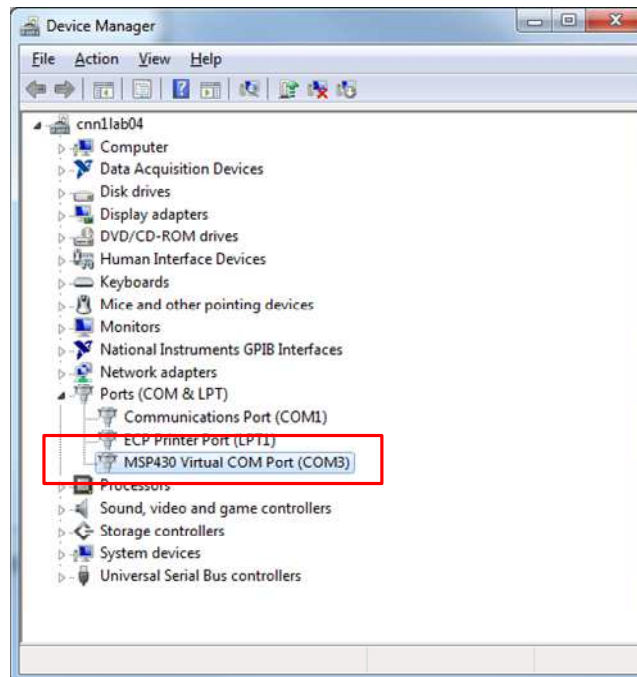 Device Manager
File Action View Help
cnn1lab04
Computer
Data Acquisition Devices
Disk drives
Display adapters
DVD/CD-ROM drives
Human Interface Devices
Keyboards
Mice and other pointing devices
Monitors
National Instruments GPIB Interfaces
Network adapters
Ports (COM & LPT)
Communications Port (COM1)
ECP Printer Port (LPT1)
MSP430 Virtual COM Port (COM3)
Processors
Sound, video and game controllers
Storage controllers
System devices
Universal Serial Bus controllers